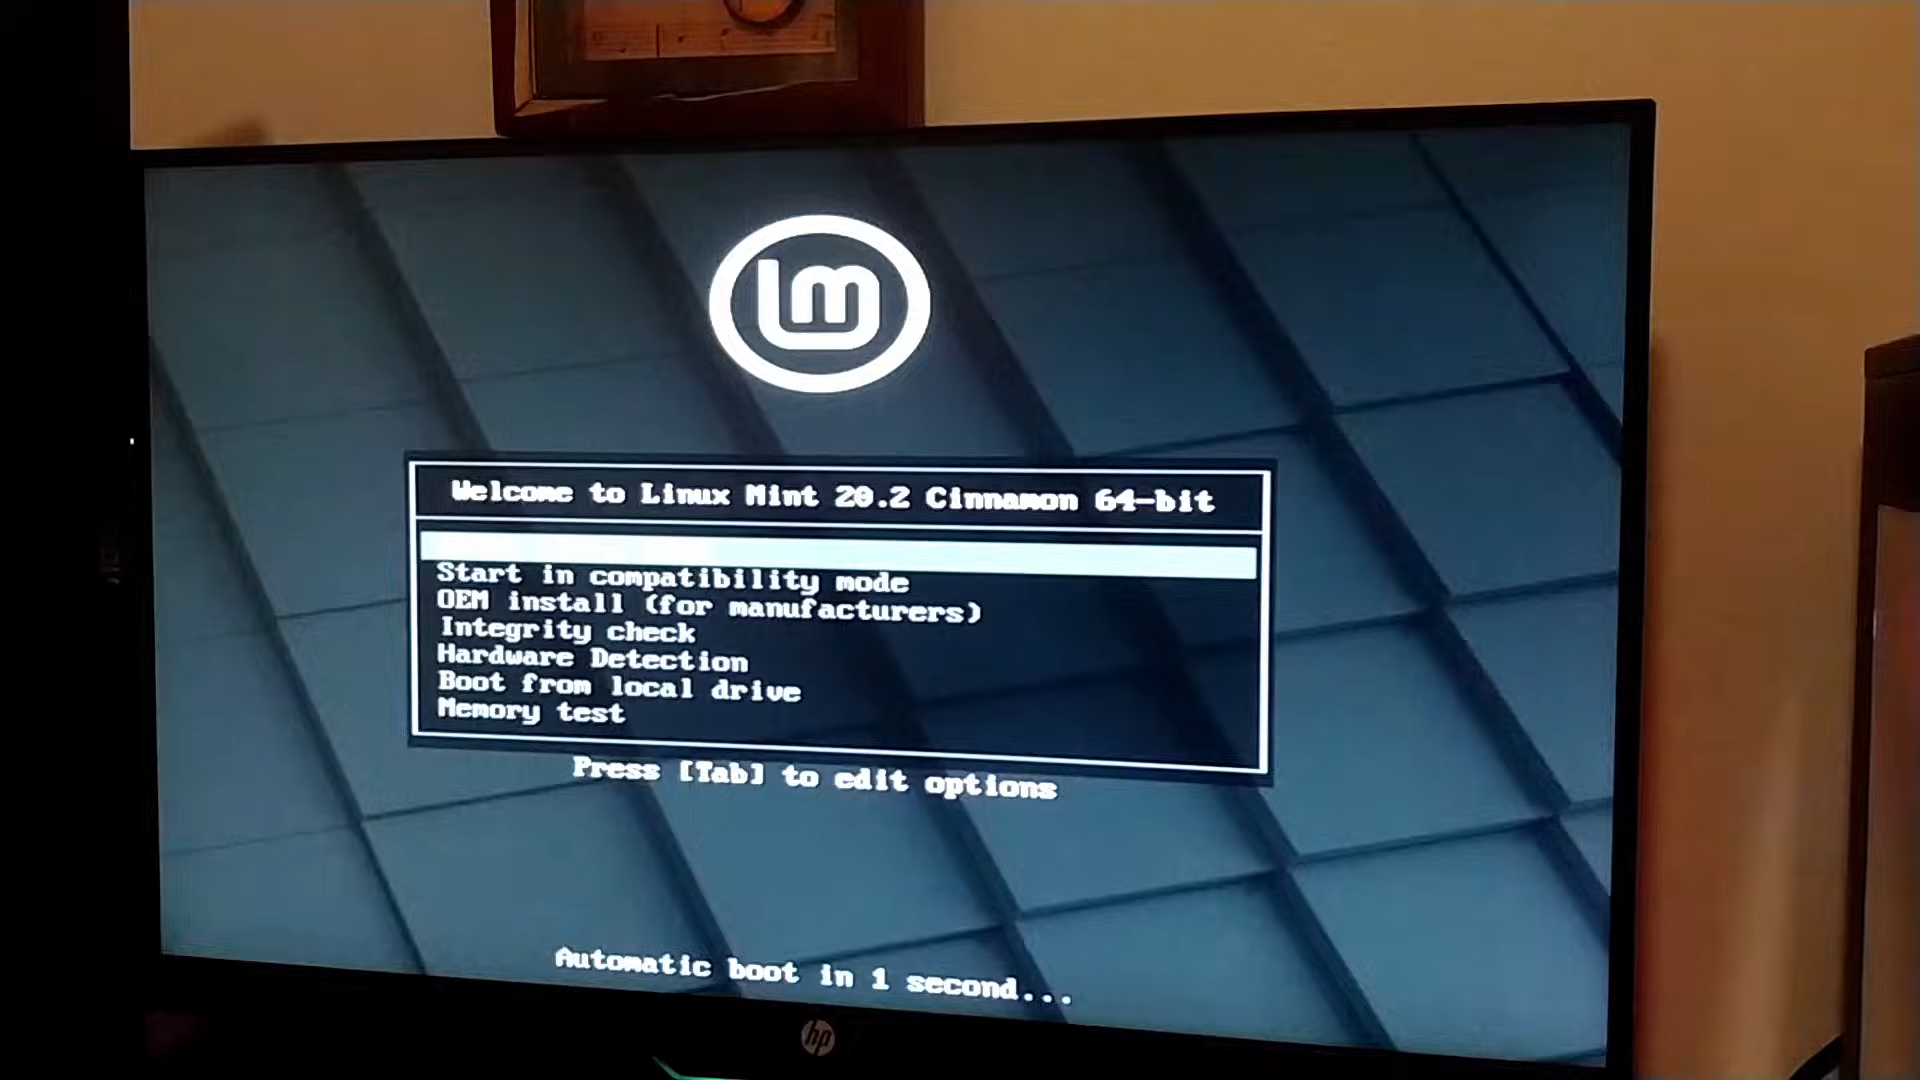 lm
Welcome to Linux Mint 20.2 Cinnamon 64-bit
Start in compatibility mode
OEM install (for manufacturers)
Integrity check
Hardware Detection
Boot from local drive
Memory test
Press [Tab] to edit options
Automatic boot in 1 second...
hp